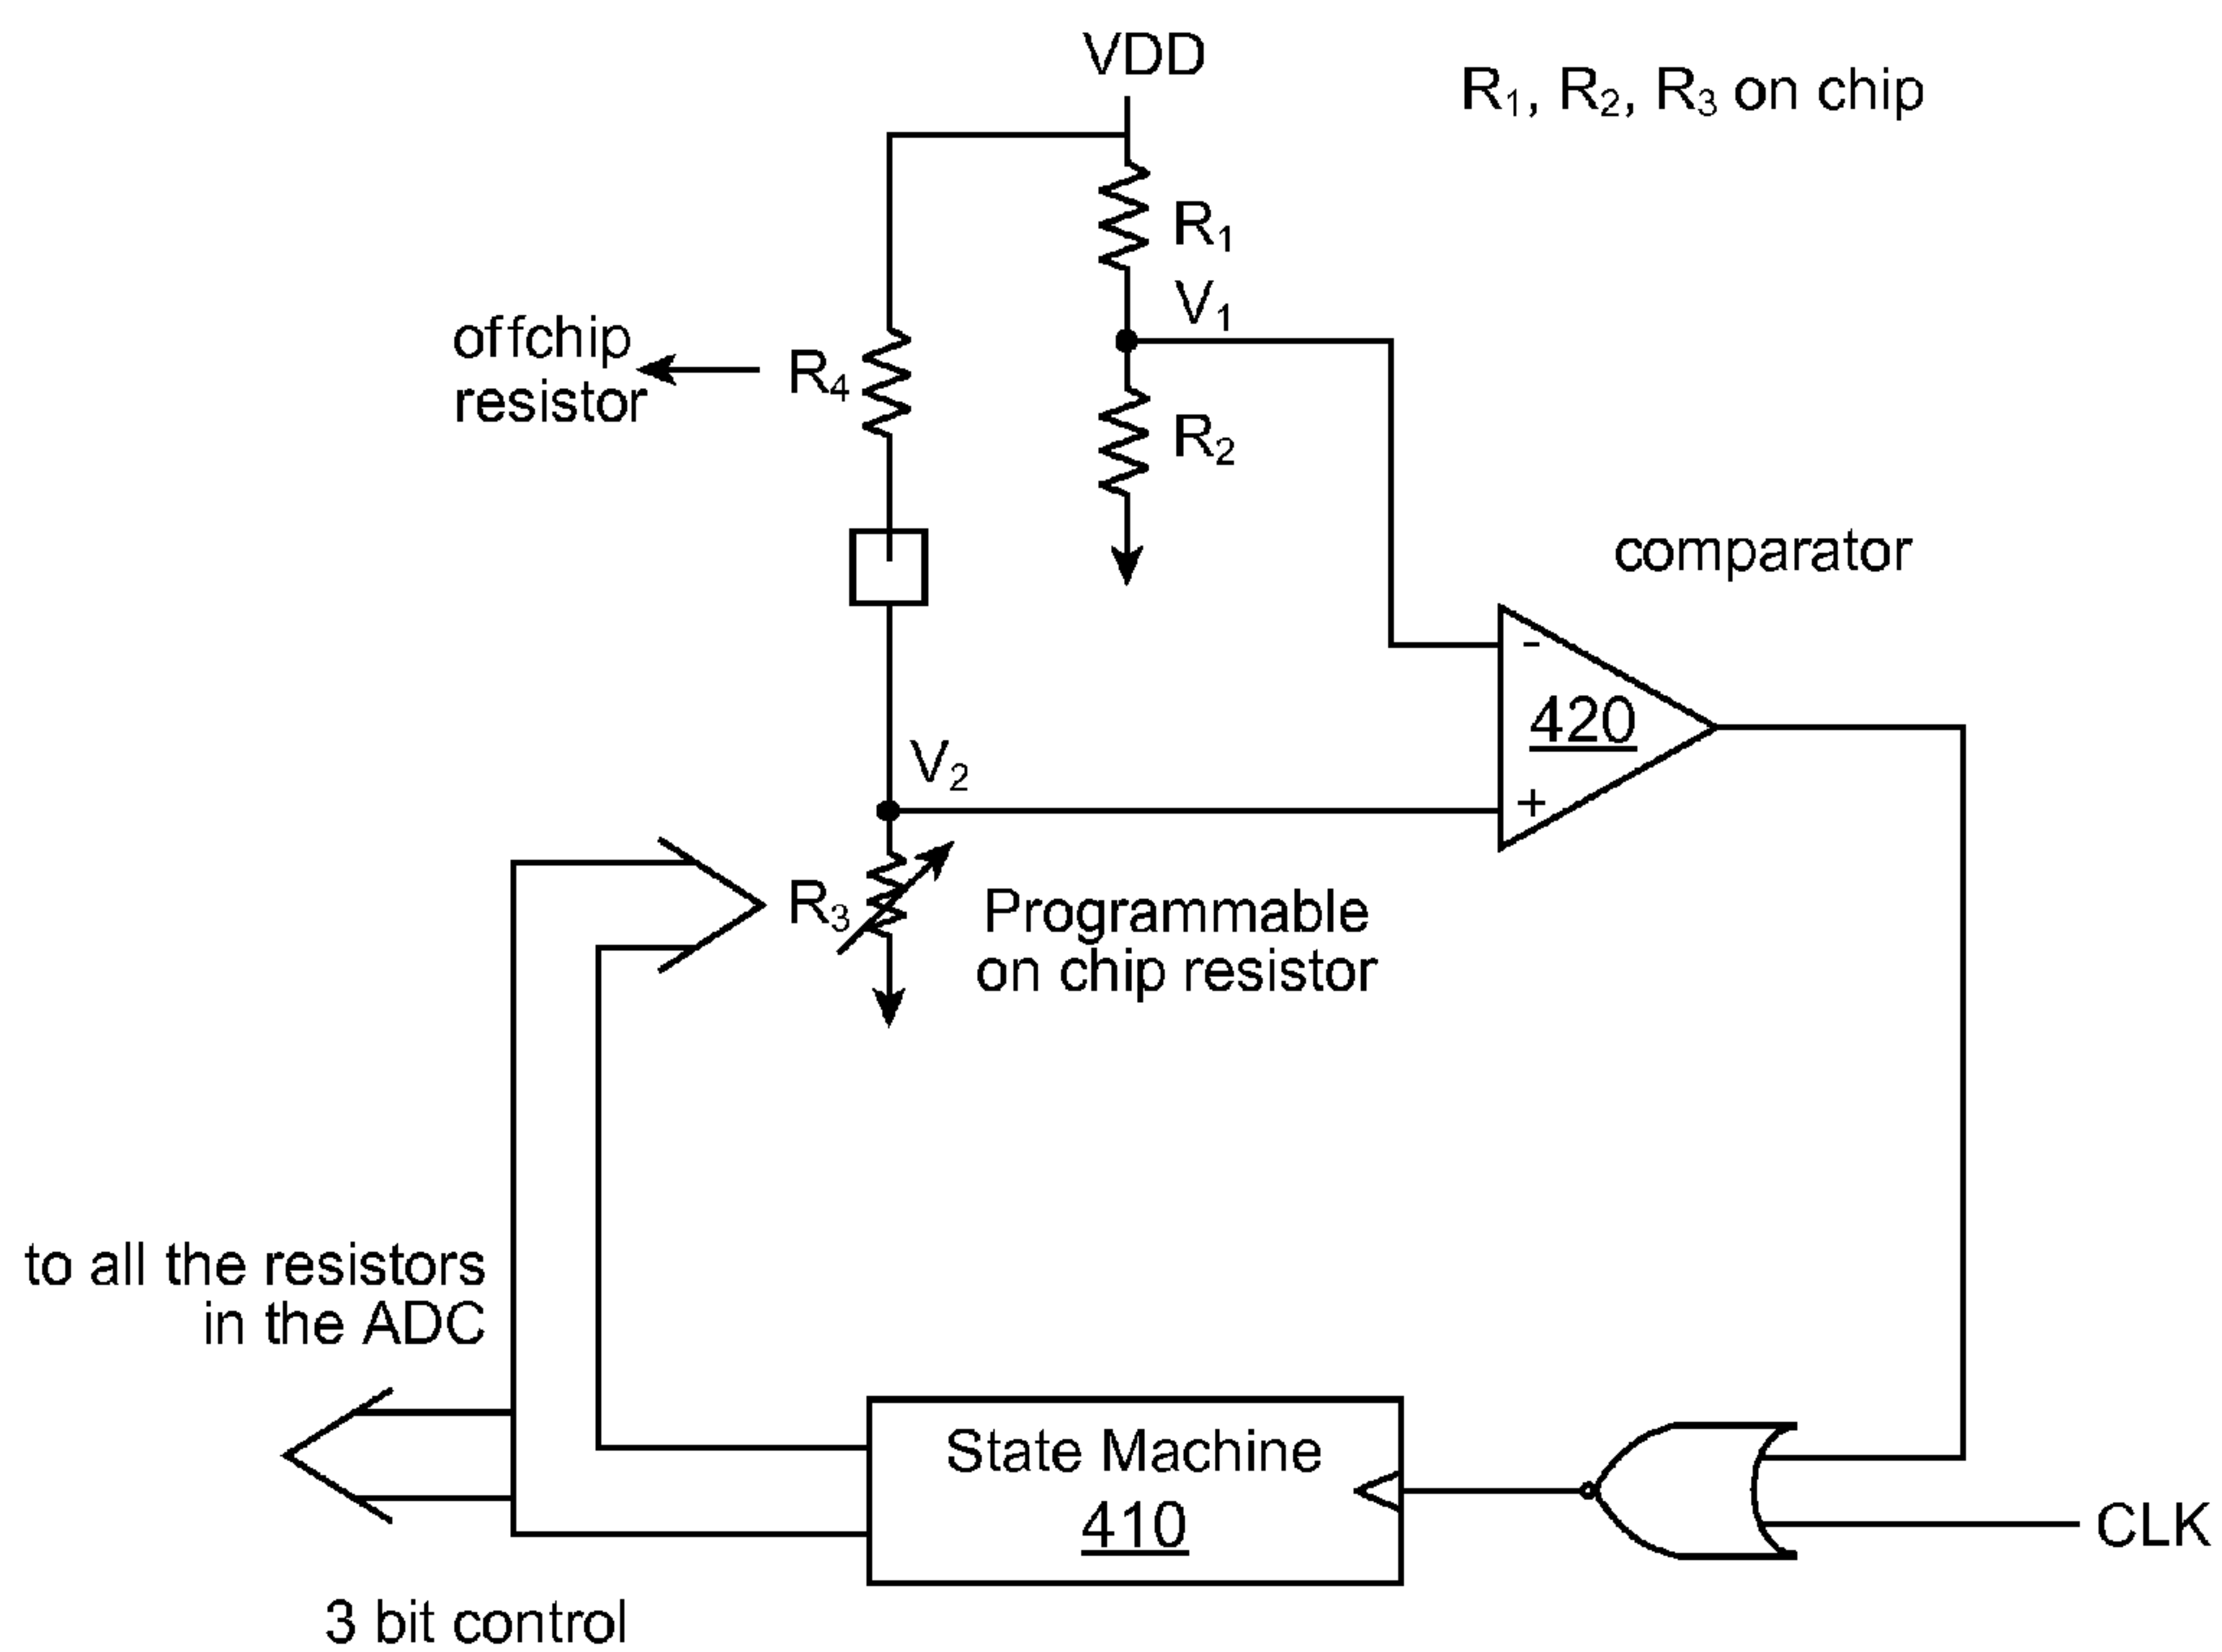 VDD
R₁, R₂, R₃ on chip
R₁
V₁
offchip
resistor
R₄
R₂
comparator
-
420
+
V₂
R₃
Programmable
on chip resistor
to all the resistors
in the ADC
State Machine
410
CLK
3 bit control